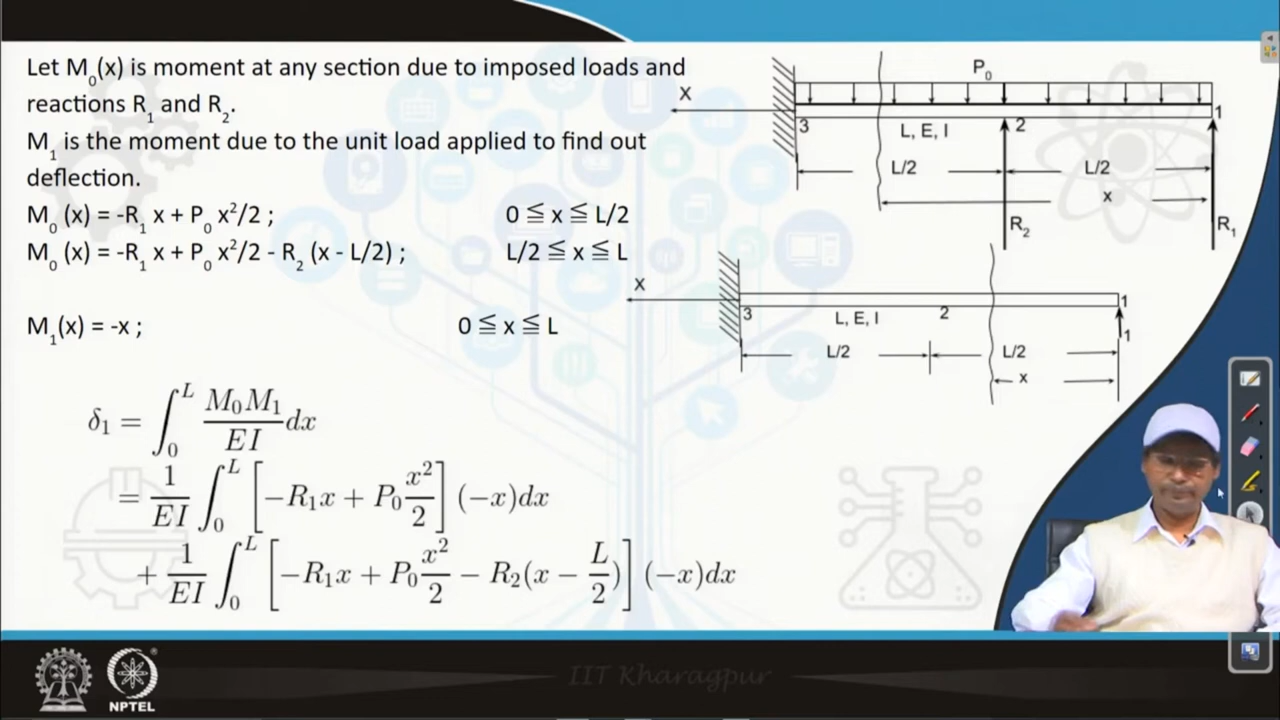 Let M₀(x) is moment at any section due to imposed loads and
reactions R₁ and R₂.
M₁ is the moment due to the unit load applied to find out
deflection.
M₀ (x) = -R₁ x + P₀ x²/2 ; 0 ≦ x ≦ L/2
M₀ (x) = -R₁ x + P₀ x²/2 - R₂ (x - L/2) ; L/2 ≦ x ≦ L
M₁(x) = -x ; 0 ≦ x ≦ L
δ₁ = ∫₀^L M₀M₁/EI dx
= 1/EI ∫₀^L [−R₁x + P₀ x²/2] (−x)dx
+ 1/EI ∫₀^L [−R₁x + P₀ x²/2 − R₂(x − L/2)] (−x)dx
P₀
X
3 L, E, I 2 1
L/2 L/2
x
R₂ R₁
X
3 L, E, I 2 1
1
L/2 L/2
x
IIT Kharagpur
NPTEL